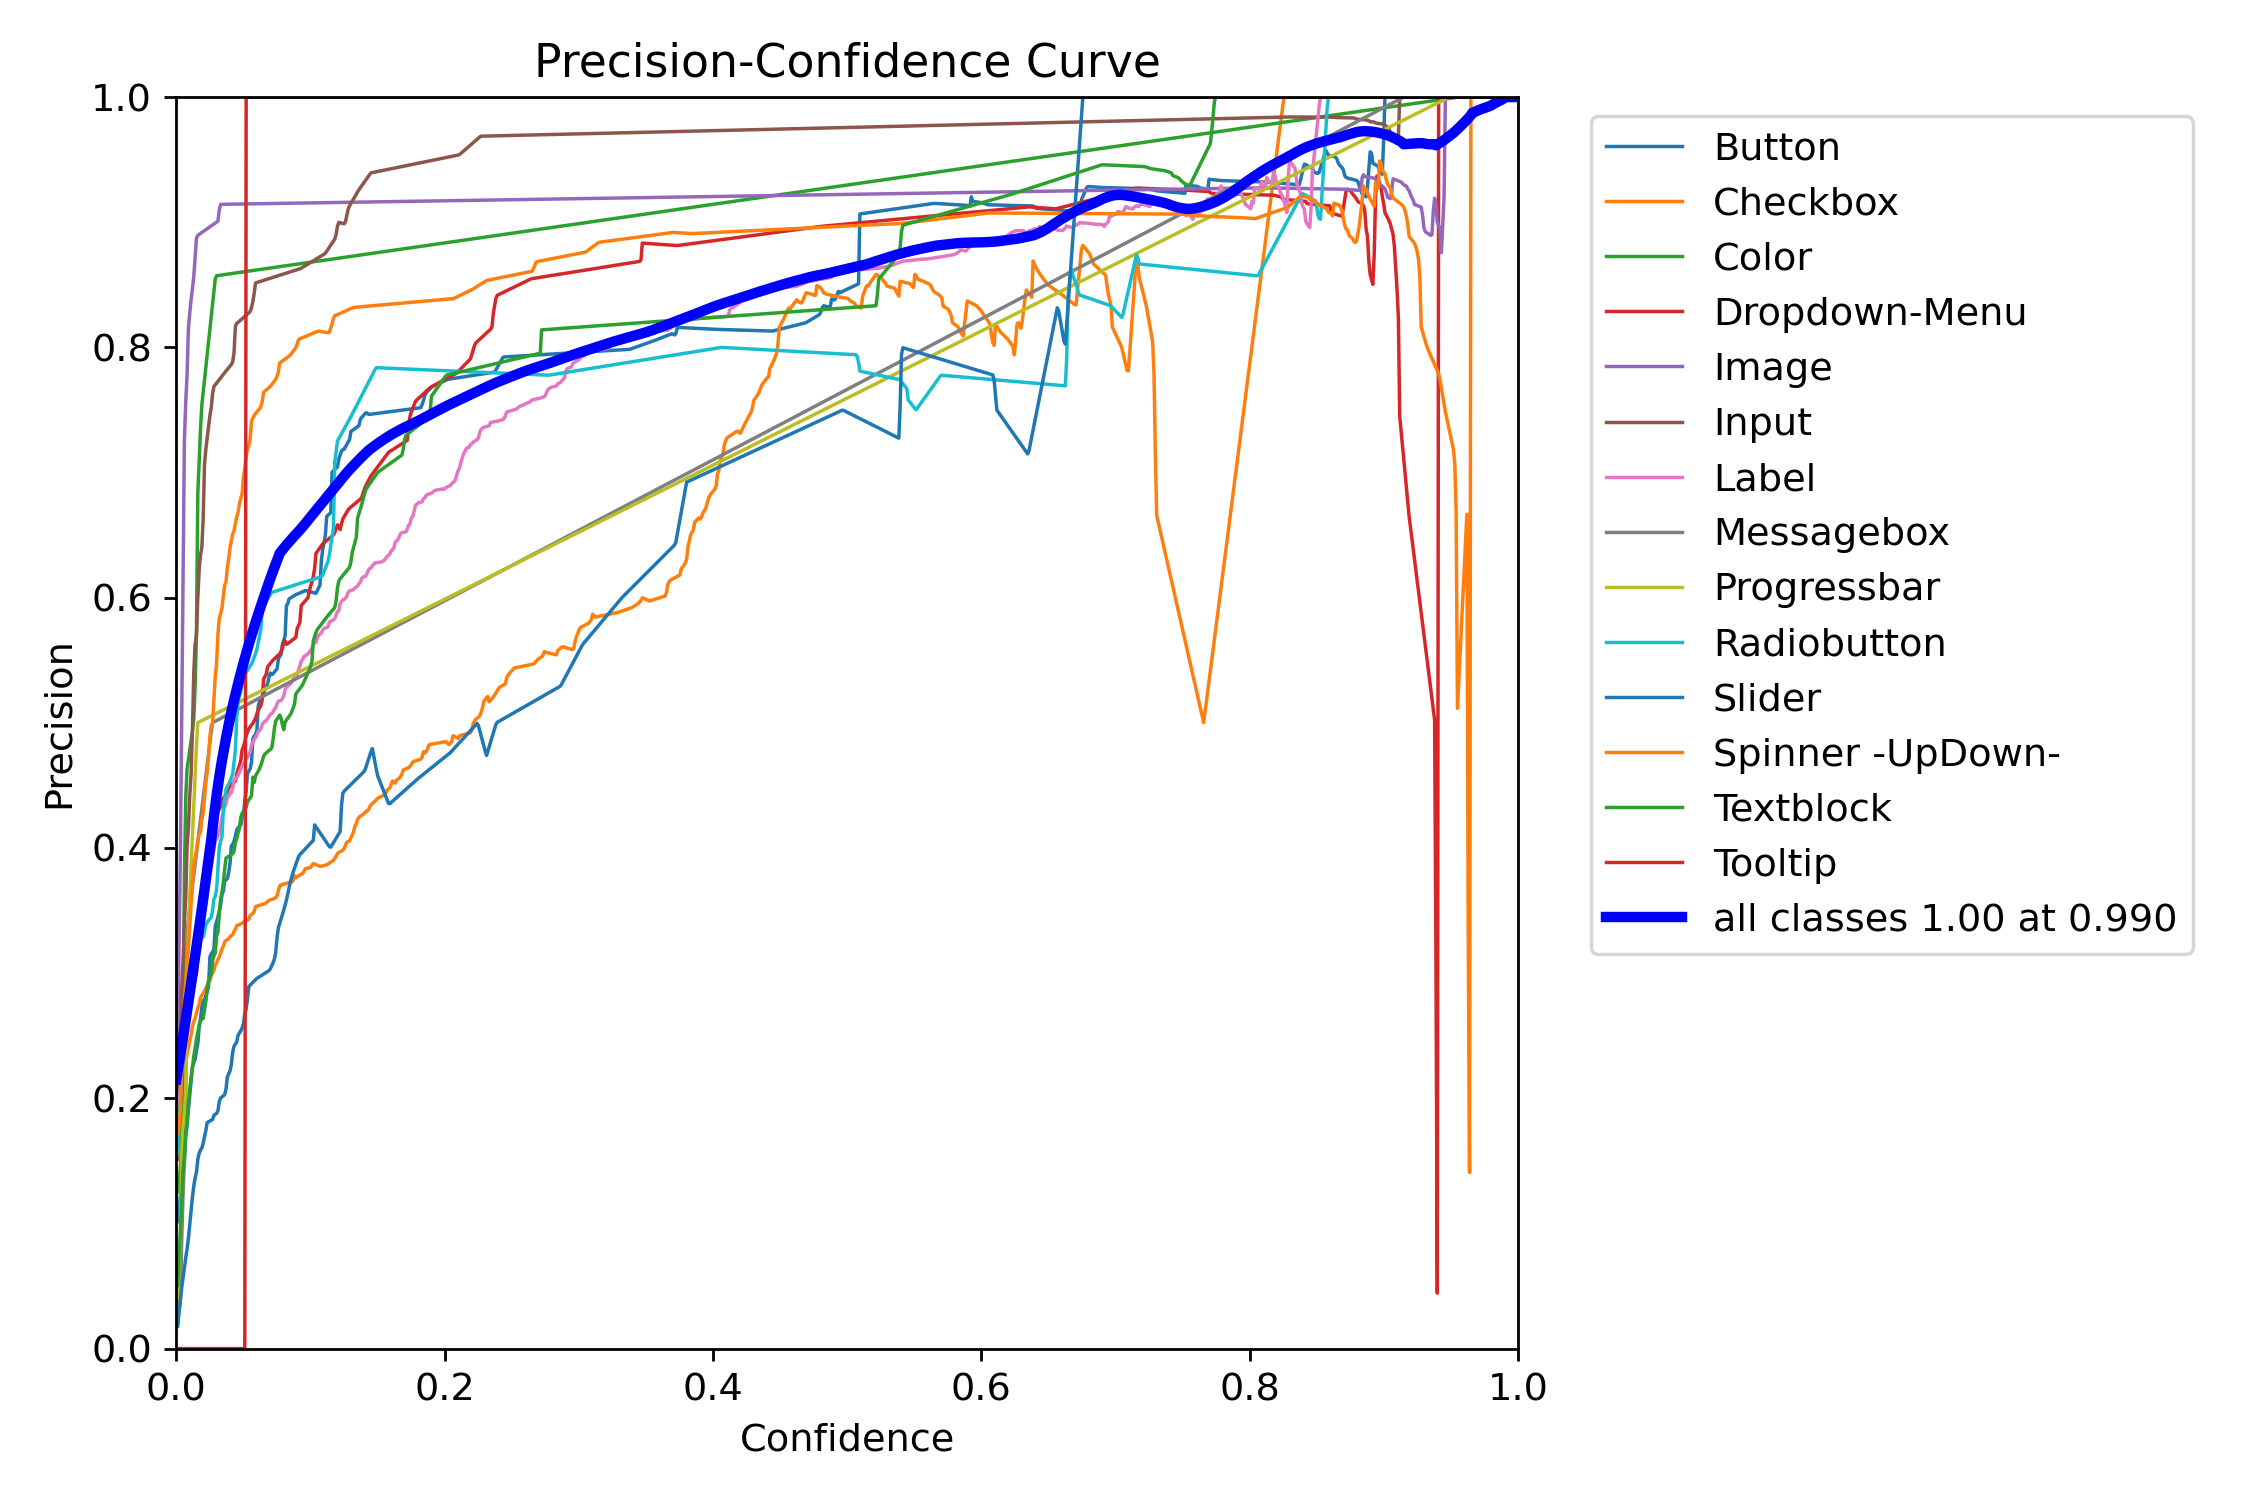 Precision-Confidence Curve
1.0
0.8
0.6
0.4
0.2
0.0
Precision
0.0 0.2 0.4 0.6 0.8 1.0
Confidence
Button
Checkbox
Color
Dropdown-Menu
Image
Input
Label
Messagebox
Progressbar
Radiobutton
Slider
Spinner -UpDown-
Textblock
Tooltip
all classes 1.00 at 0.990